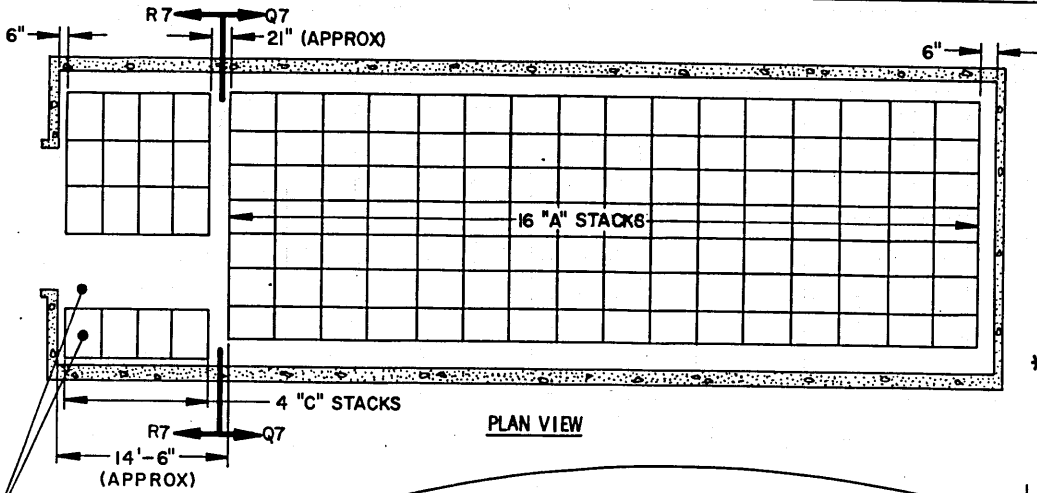 R7 Q7
6"
21" (APPROX)
6"
16 "A" STACKS
4 "C" STACKS
R7 Q7
PLAN VIEW
14'-6"
(APPROX)
*